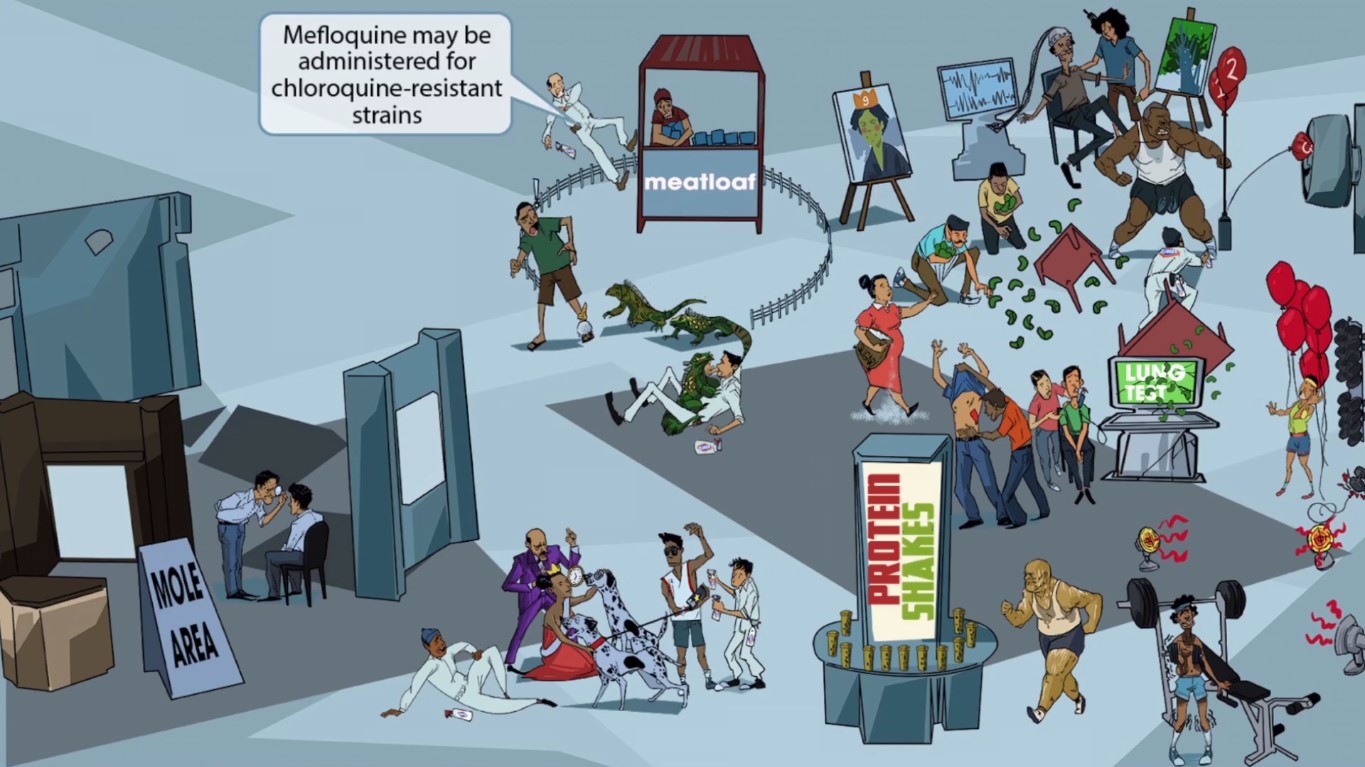 Mefloquine may be
administered for
chloroquine-resistant
strains
meatloaf
9
1
2
LUNG
TEST
PROTEIN
SHAKES
MOLE
AREA